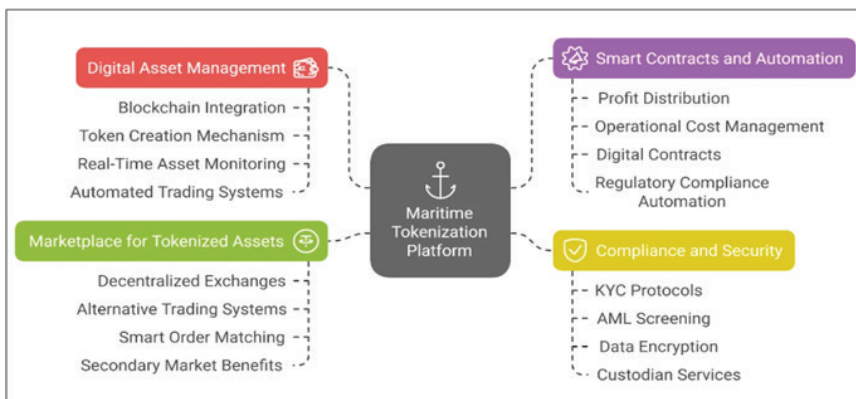 Digital Asset Management
Blockchain Integration
Token Creation Mechanism
Real-Time Asset Monitoring
Automated Trading Systems
Marketplace for Tokenized Assets
Decentralized Exchanges
Alternative Trading Systems
Smart Order Matching
Secondary Market Benefits
Maritime
Tokenization
Platform
Smart Contracts and Automation
Profit Distribution
Operational Cost Management
Digital Contracts
Regulatory Compliance
Automation
Compliance and Security
KYC Protocols
AML Screening
Data Encryption
Custodian Services